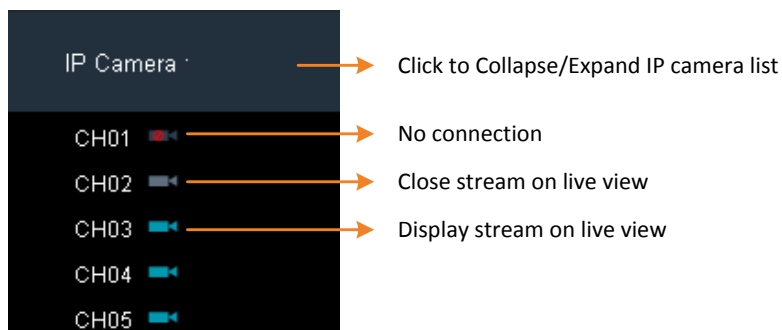 IP Camera
Click to Collapse/Expand IP camera list
CH01
No connection
CH02
Close stream on live view
CH03
Display stream on live view
CH04
CH05